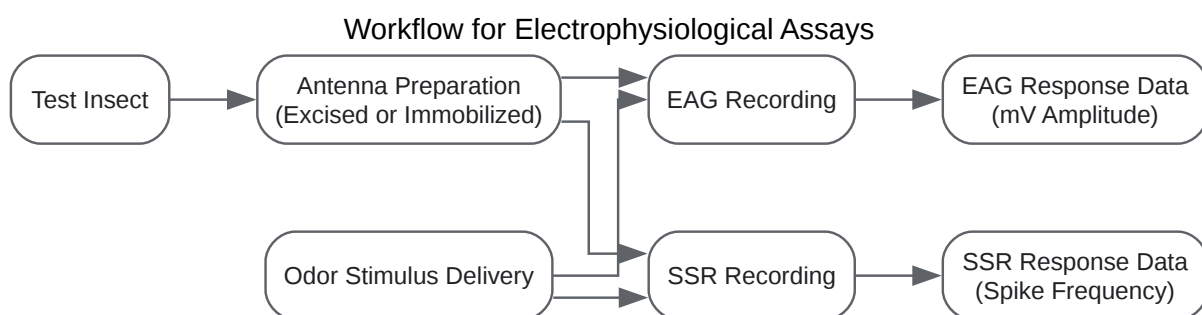 Workflow for Electrophysiological Assays
Test Insect
Antenna Preparation
(Excised or Immobilized)
EAG Recording
EAG Response Data
(mV Amplitude)
Odor Stimulus Delivery
SSR Recording
SSR Response Data
(Spike Frequency)